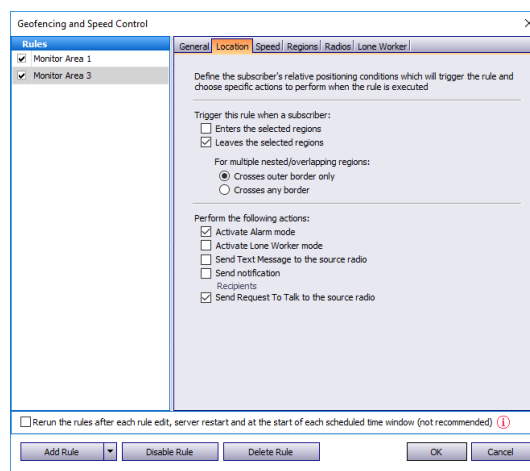 Geofencing and Speed Control
Rules
Monitor Area 1
Monitor Area 3
General Location Speed Regions Radios Lone Worker
Define the subscriber's relative positioning conditions which will trigger the rule and
choose specific actions to perform when the rule is executed
Trigger this rule when a subscriber:
Enters the selected regions
Leaves the selected regions
For multiple nested/overlapping regions:
Crosses outer border only
Crosses any border
Perform the following actions:
Activate Alarm mode
Activate Lone Worker mode
Send Text Message to the source radio
Send notification
Recipients
Send Request To Talk to the source radio
Rerun the rules after each rule edit, server restart and at the start of each scheduled time window (not recommended)
Add Rule Disable Rule Delete Rule OK Cancel